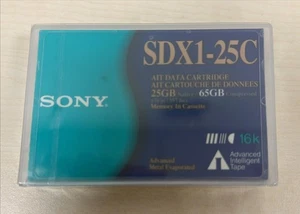 SDX1-25C
AIT DATA CARTRIDGE
AIT CARTOUCHE DE DONNEES
25GB 65GB
Memory In Cassette
SONY
16k
Advanced
Metal Evaporated
Advanced
Intelligent
Tape